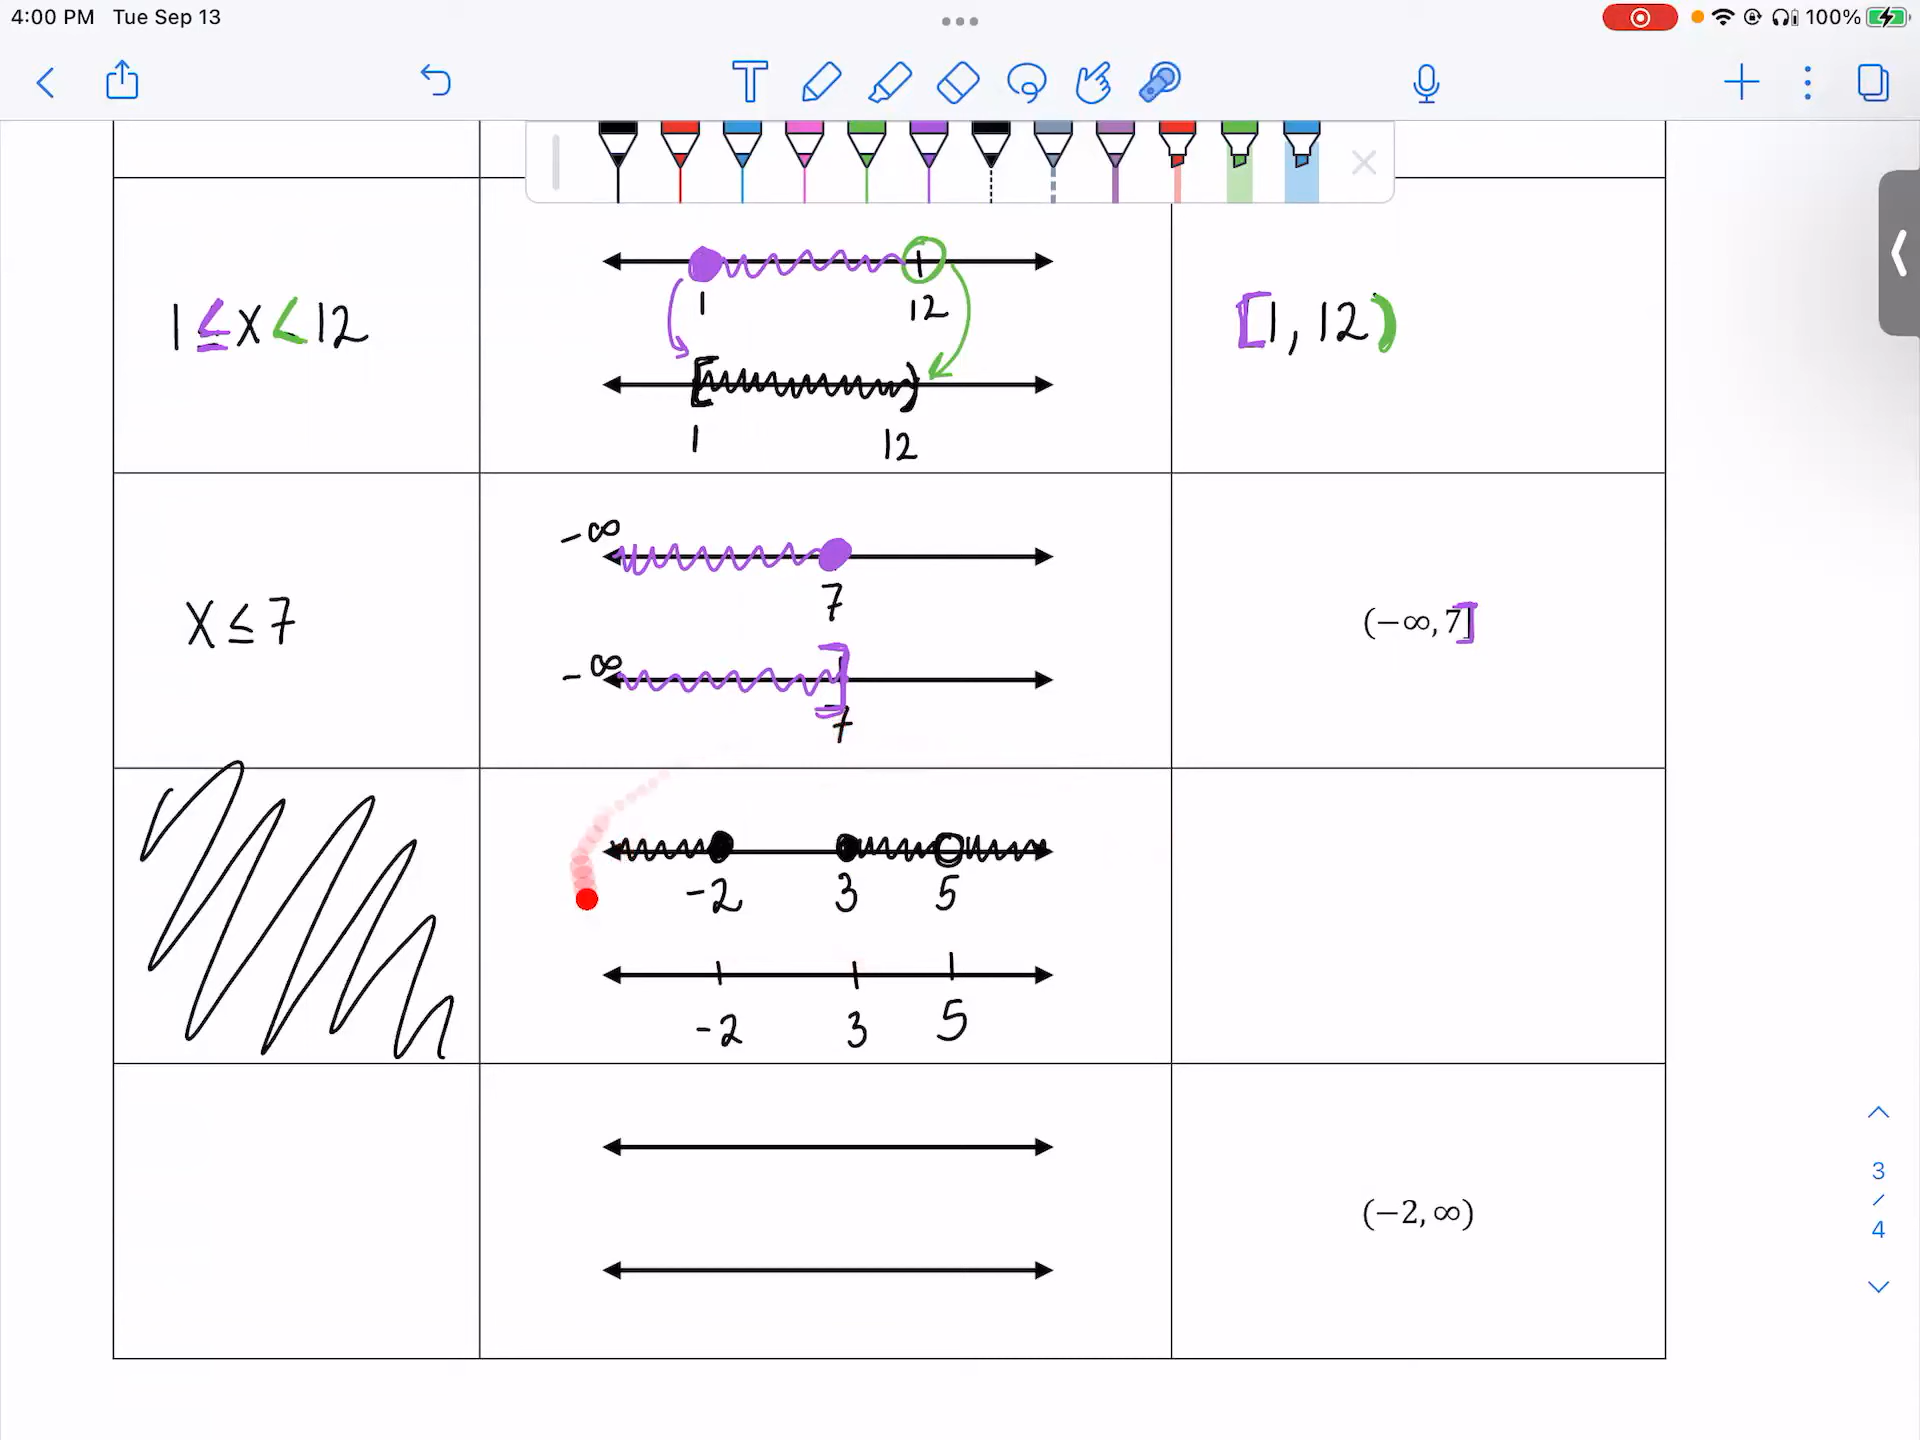 4:00 PM Tue Sep 13
100%
T
1 ≤ x < 12
1 12
1 12
[1, 12)
x ≤ 7
-∞
7
-∞
7
(−∞, 7]
-2 3 5
-2 3 5
(−2, ∞)
3
/
4